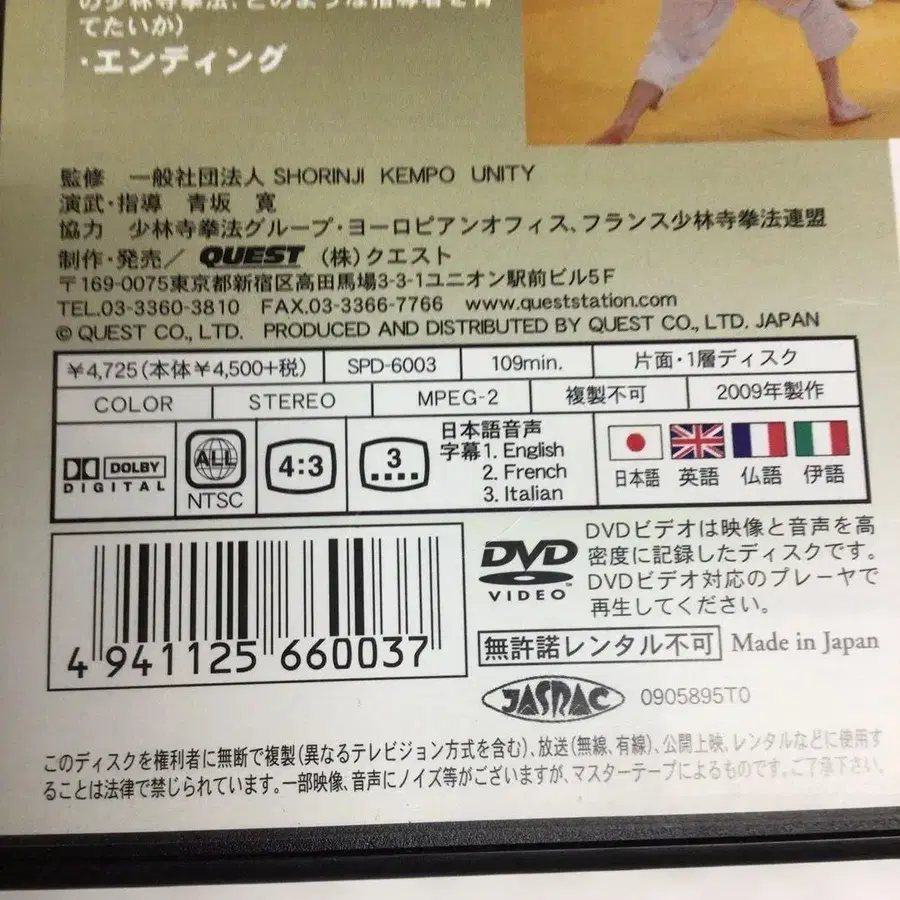 の少林寺拳法、どのような指導者を育
てたいか)
・エンディング
監修 一般社団法人 SHORINJI KEMPO UNITY
演武・指導 青坂 寛
協力 少林寺拳法グループ・ヨーロピアンオフィス、フランス少林寺拳法連盟
制作・発売/ QUEST (株)クエスト
〒169-0075東京都新宿区高田馬場3-3-1ユニオン駅前ビル5F
TEL.03-3360-3810 FAX.03-3366-7766 www.queststation.com
© QUEST CO., LTD. PRODUCED AND DISTRIBUTED BY QUEST CO., LTD. JAPAN
¥4,725(本体¥4,500+税) SPD-6003 109min. 片面・1層ディスク
COLOR STEREO MPEG-2 複製不可 2009年製作
DOLBY
DIGITAL
ALL
NTSC
4:3
3
日本語音声
字幕1. English
2. French
3. Italian
日本語 英語 仏語 伊語
4 941125 660037
DVD
VIDEO
DVDビデオは映像と音声を高
密度に記録したディスクです。
DVDビデオ対応のプレーヤで
再生してください。
無許諾レンタル不可 Made in Japan
JASRAC 0905895T0
このディスクを権利者に無断で複製(異なるテレビジョン方式を含む)、放送(無線、有線)、公開上映、レンタルなどに使用す
ることは法律で禁じられています。一部映像、音声にノイズ等がございますが、マスターテープによるものです。ご了承下さい。